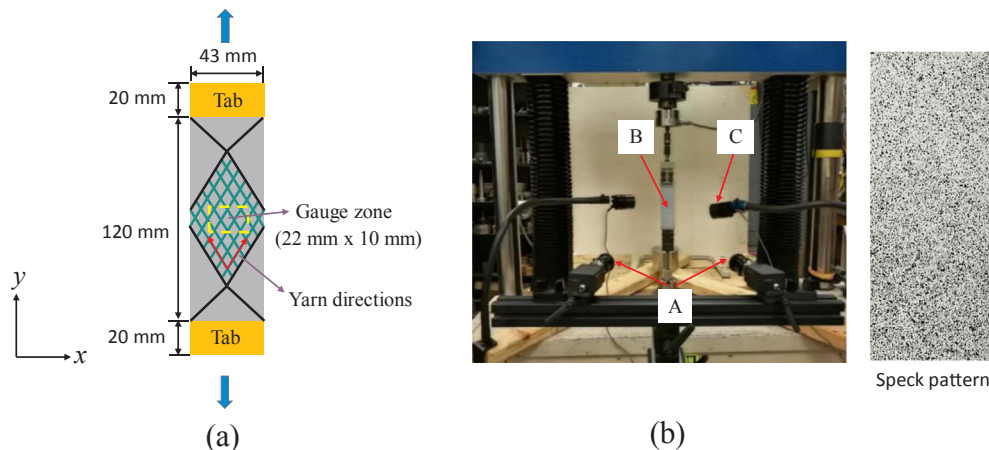 43 mm
20 mm
Tab
120 mm
Gauge zone
(22 mm x 10 mm)
Yarn directions
y
x
20 mm
Tab
(a)
B
C
A
Speck pattern
(b)